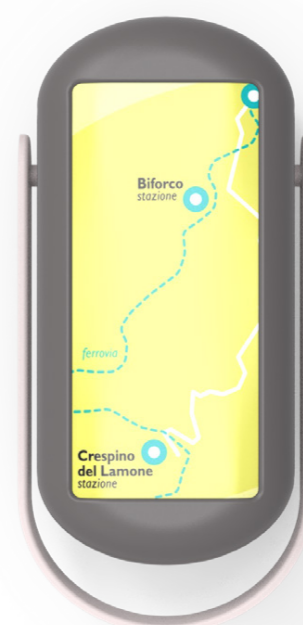 Biforco
stazione
ferrovia
Crespino
del Lamone
stazione